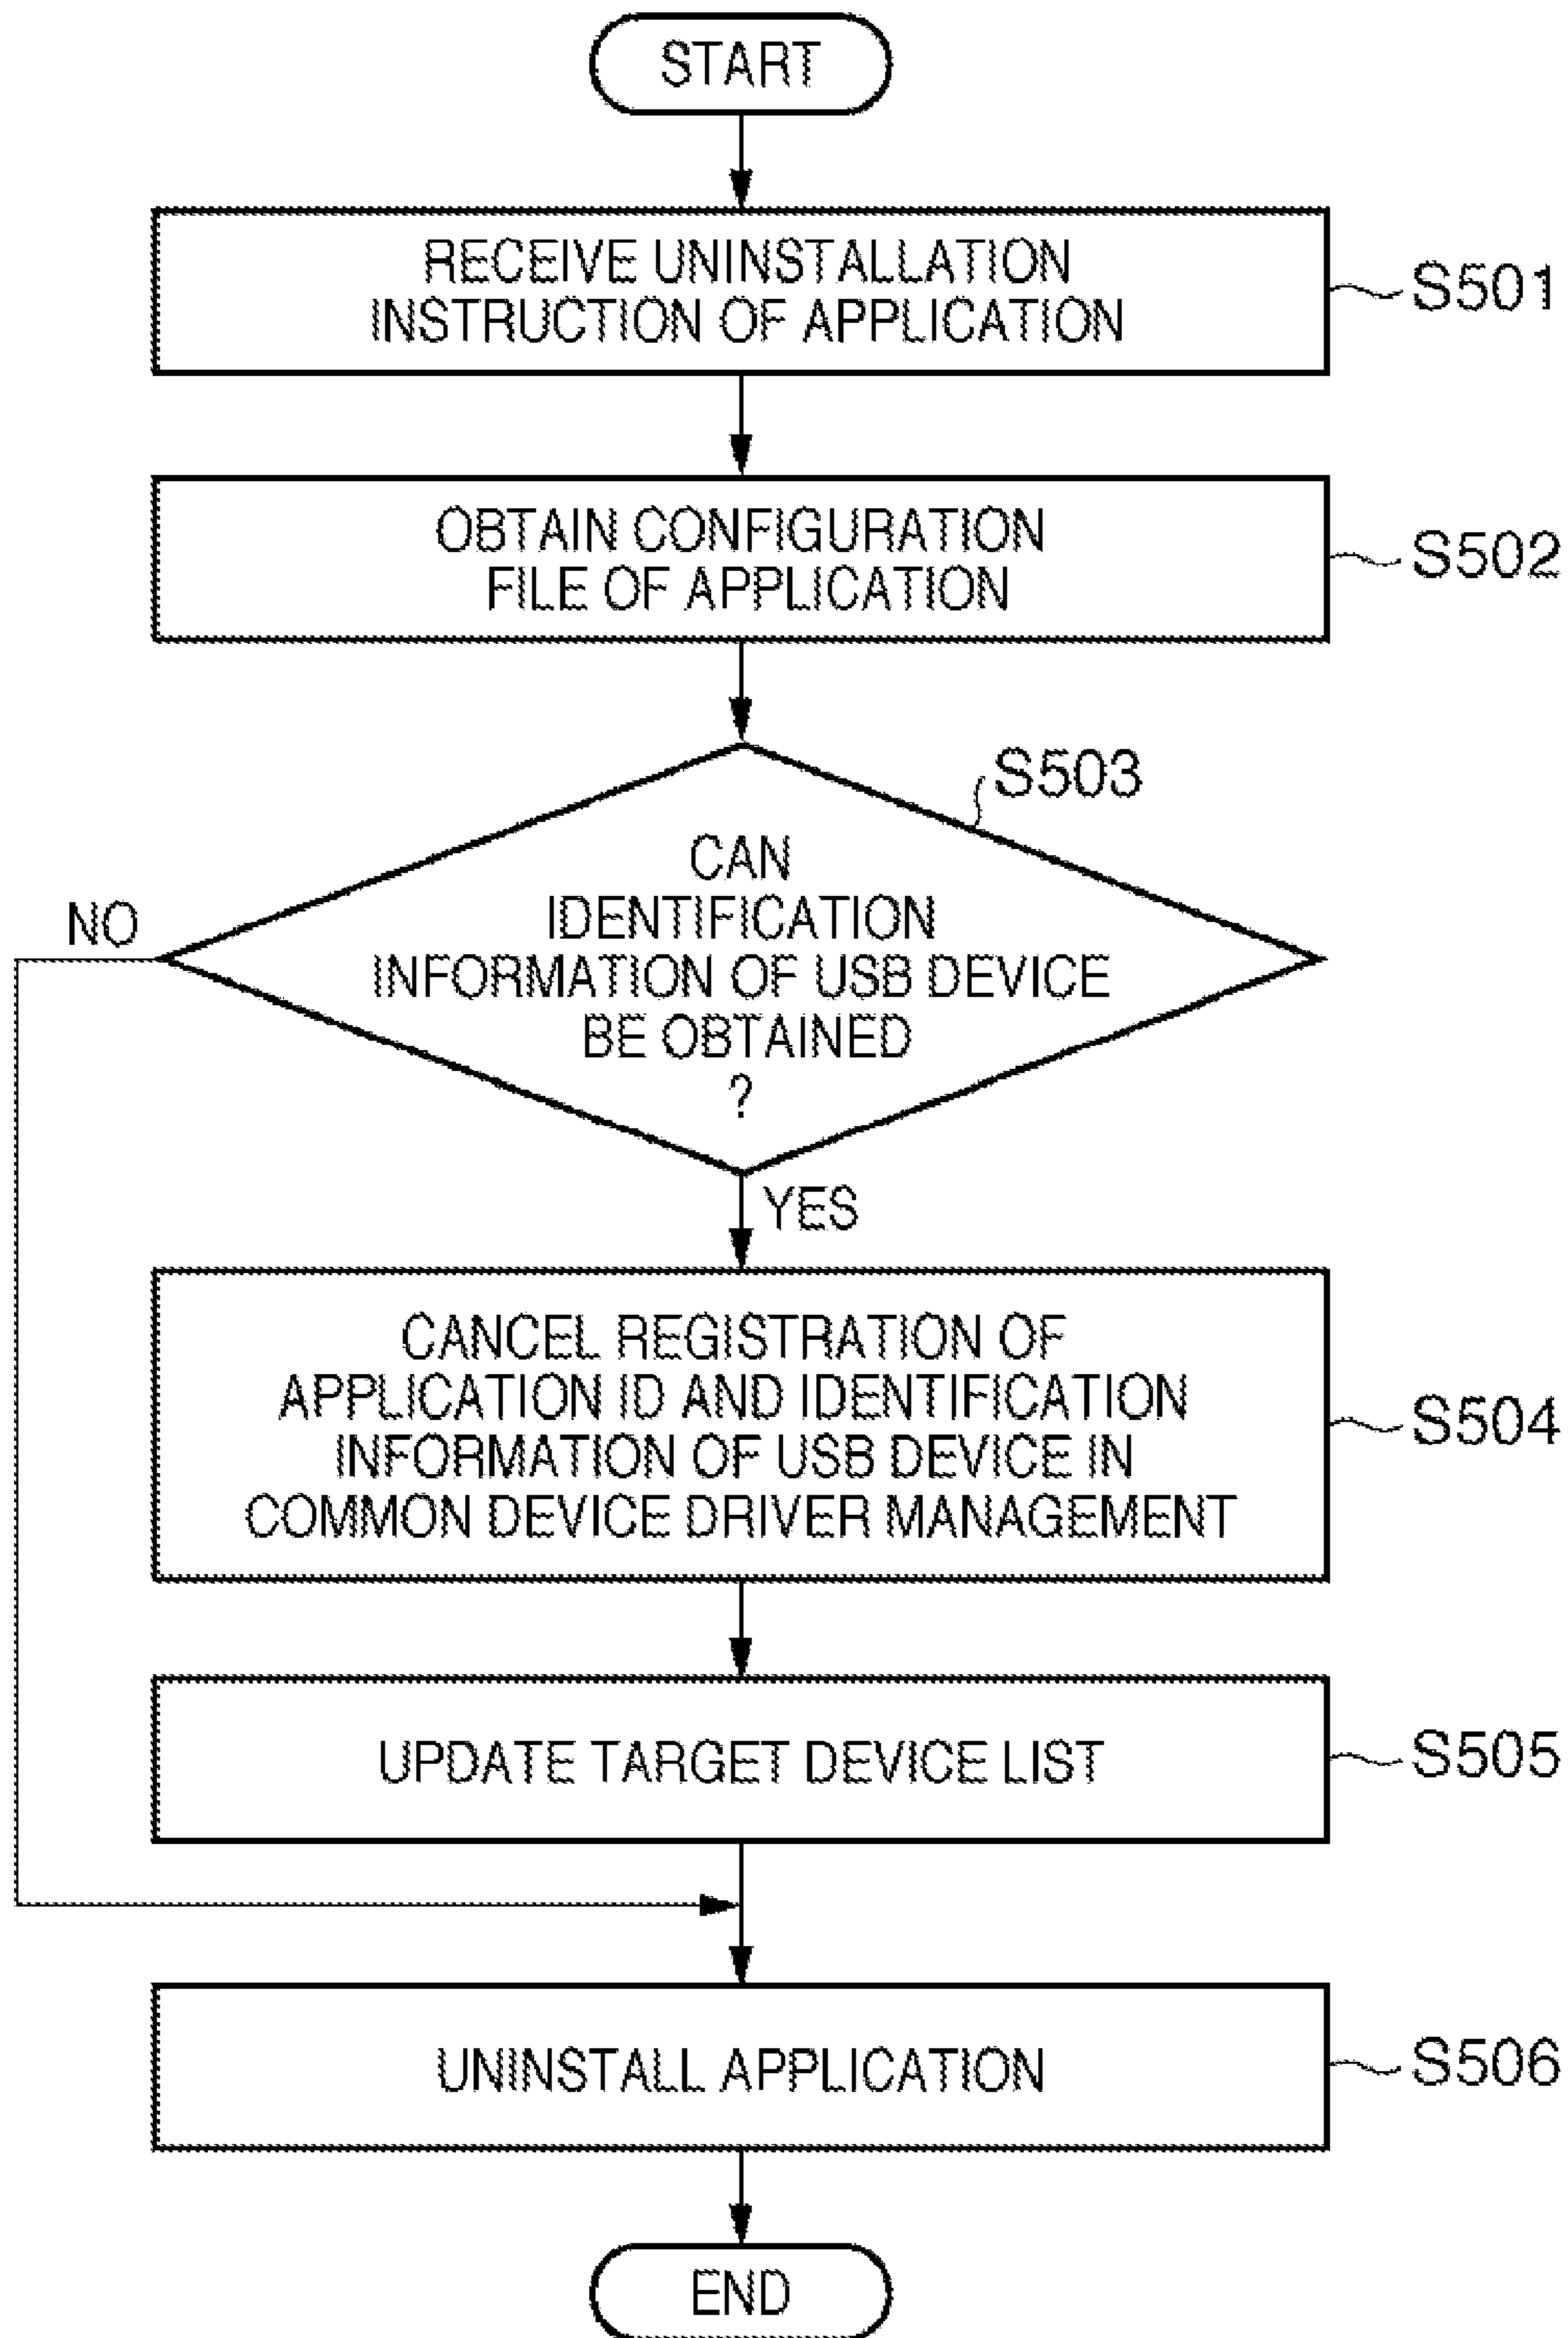 START
RECEIVE UNINSTALLATION
INSTRUCTION OF APPLICATION
S501
OBTAIN CONFIGURATION
FILE OF APPLICATION
S502
S503
CAN
IDENTIFICATION
INFORMATION OF USB DEVICE
BE OBTAINED
?
NO
YES
CANCEL REGISTRATION OF
APPLICATION ID AND IDENTIFICATION
INFORMATION OF USB DEVICE IN
COMMON DEVICE DRIVER MANAGEMENT
S504
UPDATE TARGET DEVICE LIST
S505
UNINSTALL APPLICATION
S506
END